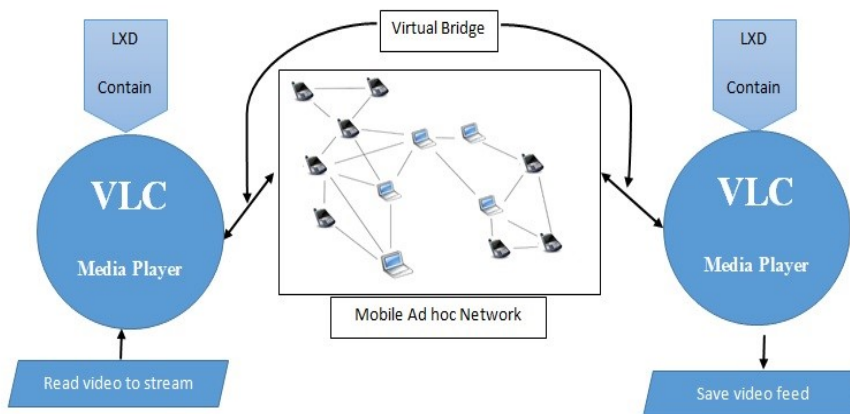 Virtual Bridge
LXD
Contain
VLC
Media Player
Read video to stream
Mobile Ad hoc Network
LXD
Contain
VLC
Media Player
Save video feed